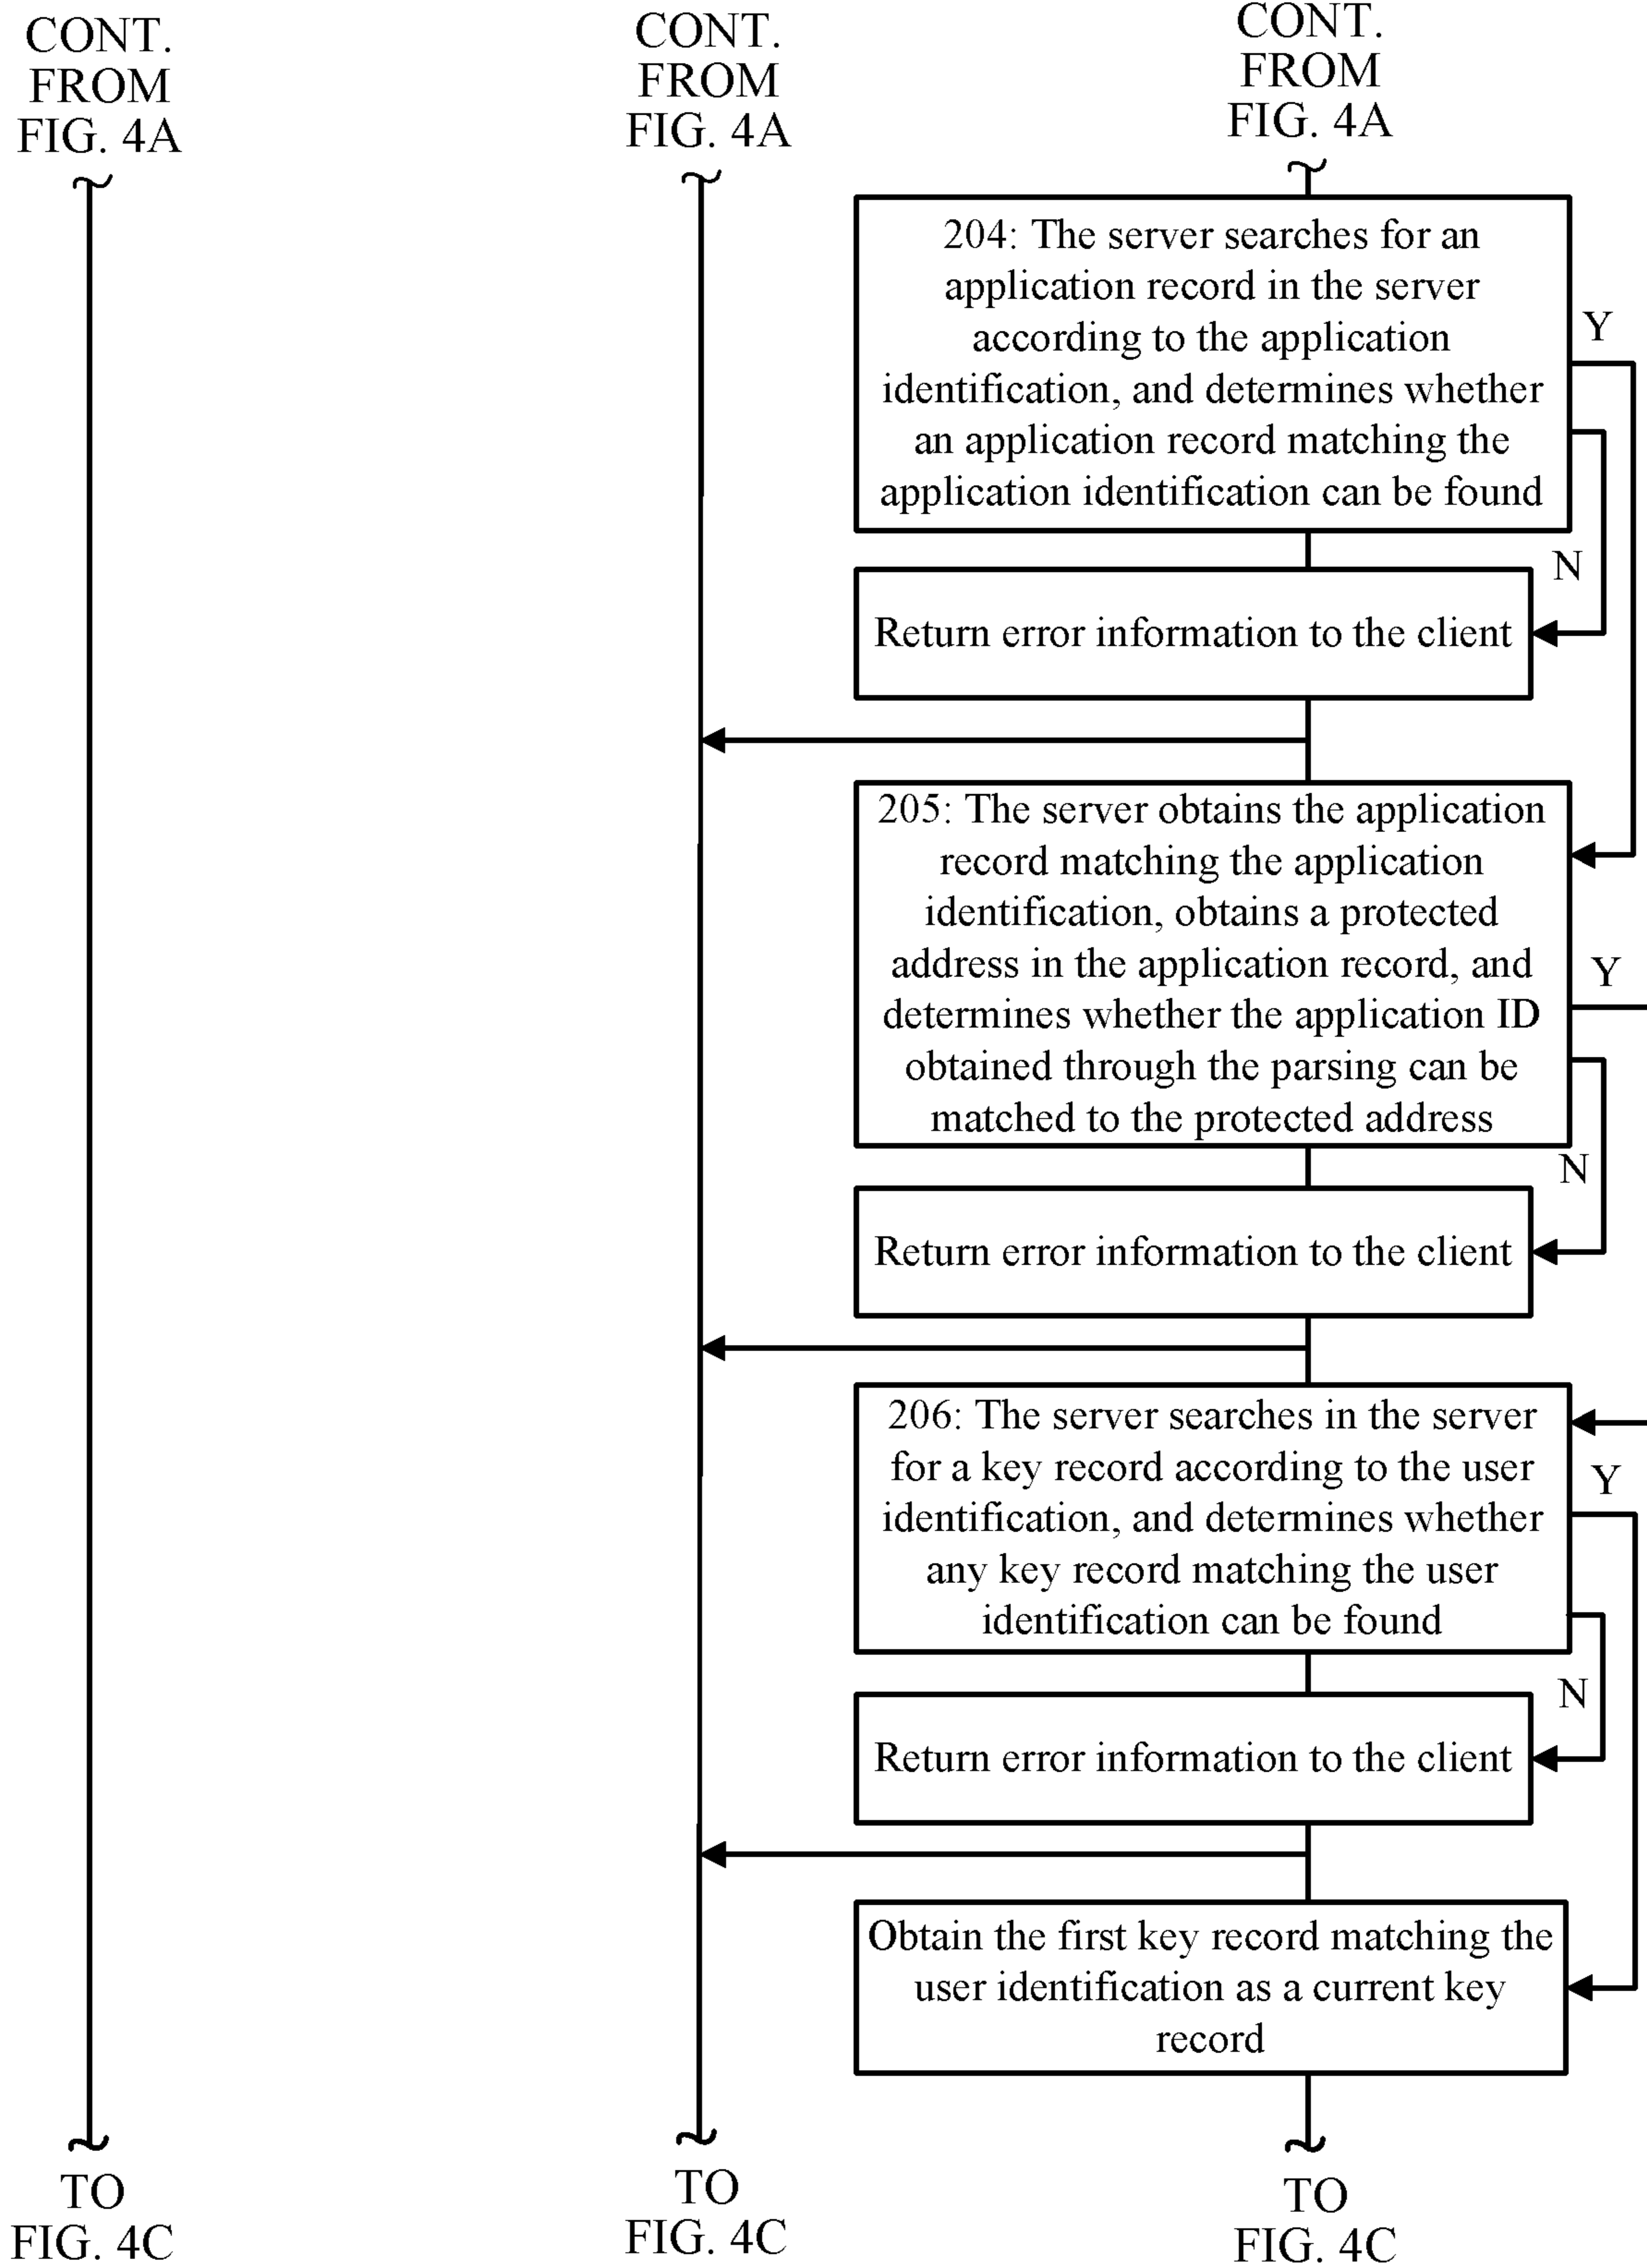 CONT.
FROM
FIG. 4A
CONT.
FROM
FIG. 4A
CONT.
FROM
FIG. 4A
204: The server searches for an
application record in the server
according to the application
identification, and determines whether
an application record matching the
application identification can be found
Y
N
Return error information to the client
205: The server obtains the application
record matching the application
identification, obtains a protected
address in the application record, and
determines whether the application ID
obtained through the parsing can be
matched to the protected address
Y
N
Return error information to the client
206: The server searches in the server
for a key record according to the user
identification, and determines whether
any key record matching the user
identification can be found
Y
N
Return error information to the client
Obtain the first key record matching the
user identification as a current key
record
TO
FIG. 4C
TO
FIG. 4C
TO
FIG. 4C